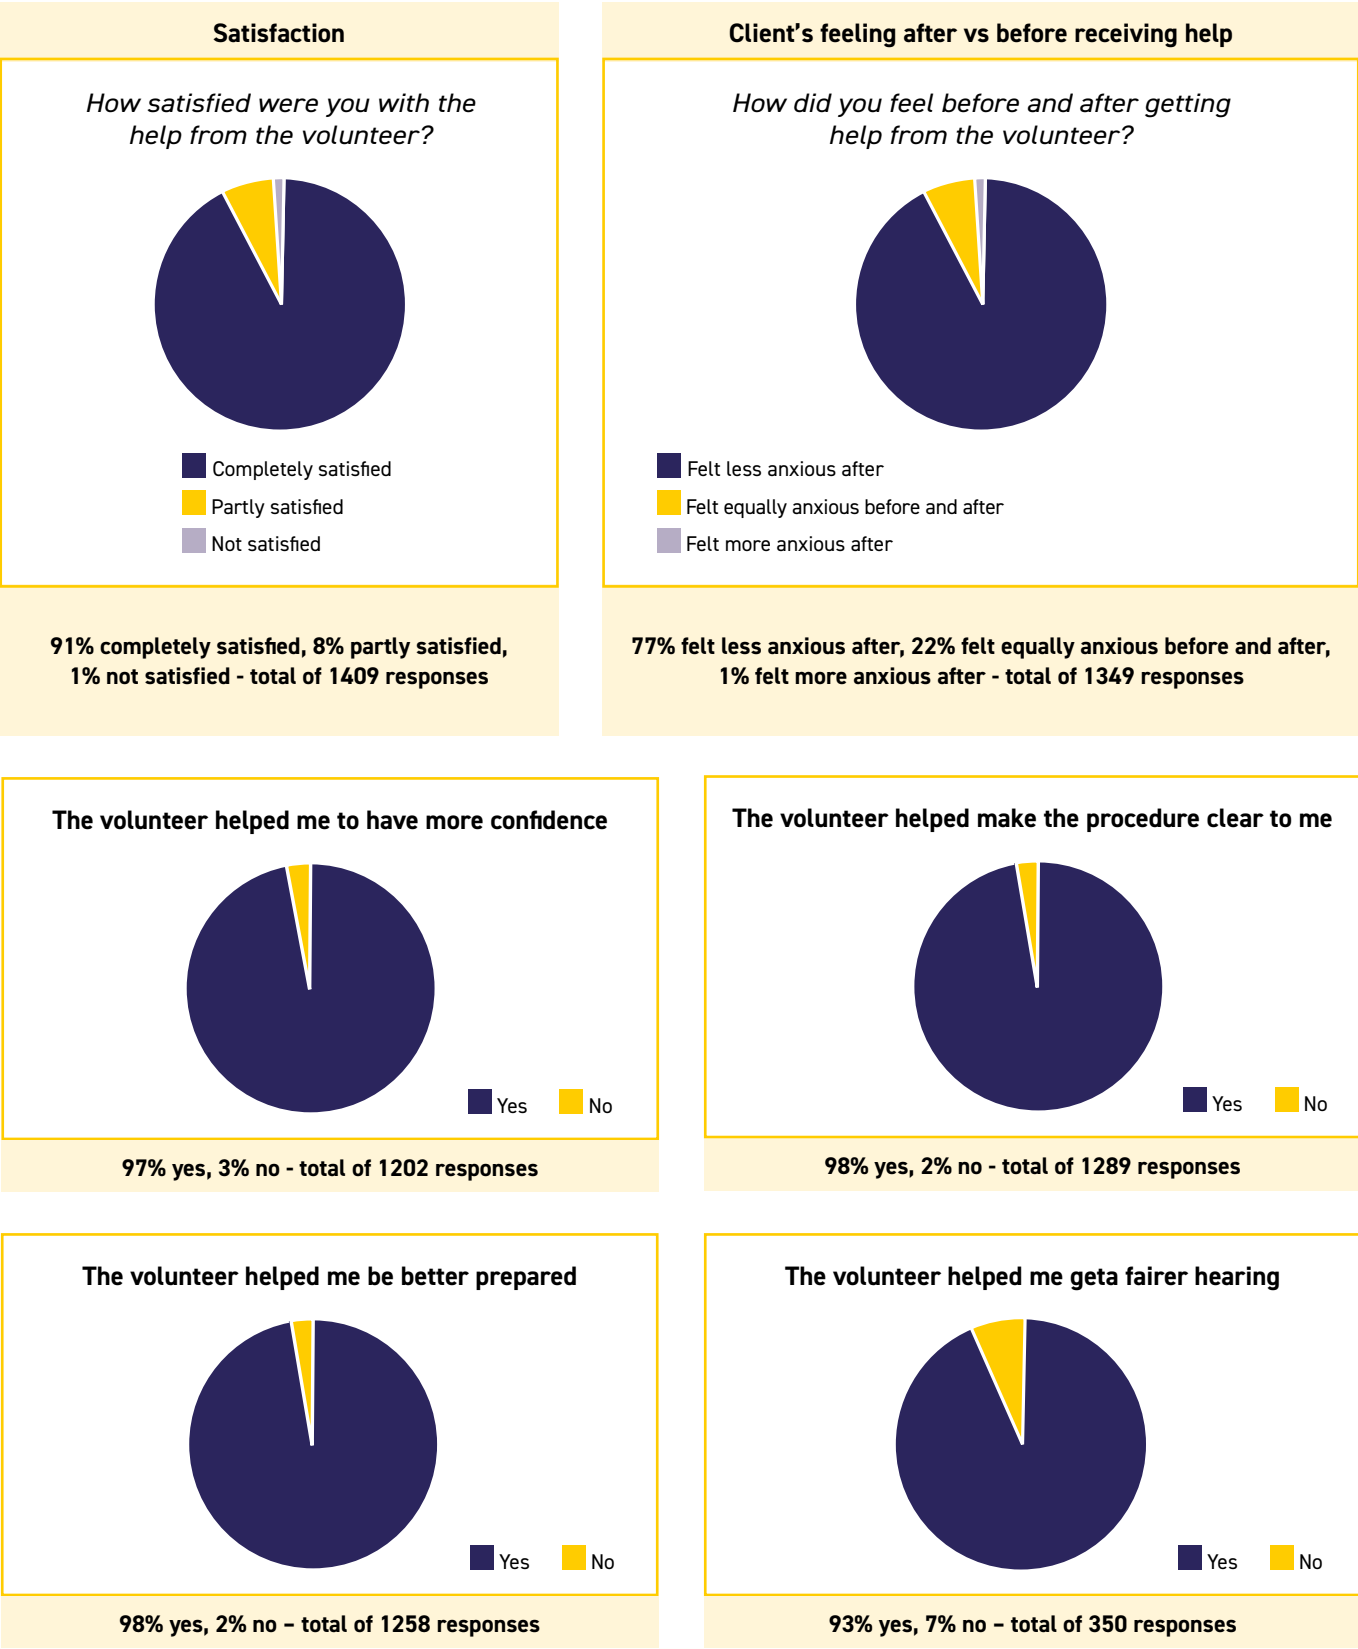 Satisfaction
How satisfied were you with the
help from the volunteer?
Completely satisfied
Partly satisfied
Not satisfied
91% completely satisfied, 8% partly satisfied,
1% not satisfied - total of 1409 responses
Client's feeling after vs before receiving help
How did you feel before and after getting
help from the volunteer?
Felt less anxious after
Felt equally anxious before and after
Felt more anxious after
77% felt less anxious after, 22% felt equally anxious before and after,
1% felt more anxious after - total of 1349 responses
The volunteer helped me to have more confidence
Yes No
97% yes, 3% no - total of 1202 responses
The volunteer helped make the procedure clear to me
Yes No
98% yes, 2% no - total of 1289 responses
The volunteer helped me be better prepared
Yes No
98% yes, 2% no – total of 1258 responses
The volunteer helped me geta fairer hearing
Yes No
93% yes, 7% no – total of 350 responses